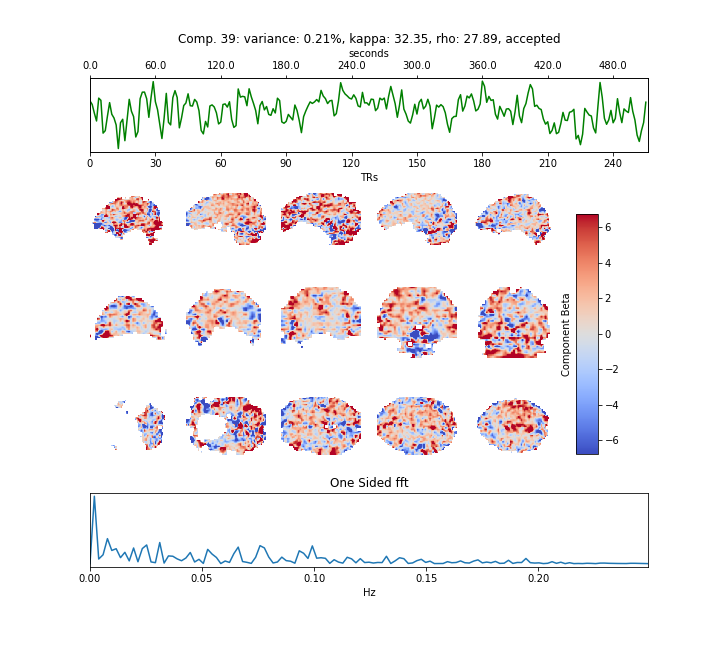 Comp. 39: variance: 0.21%, kappa: 32.35, rho: 27.89, accepted
seconds
0.0 60.0 120.0 180.0 240.0 300.0 360.0 420.0 480.0
0 30 60 90 120 150 180 210 240
TRs
6
4
2
0
−2
−4
−6
Component Beta
One Sided fft
0.00 0.05 0.10 0.15 0.20
Hz